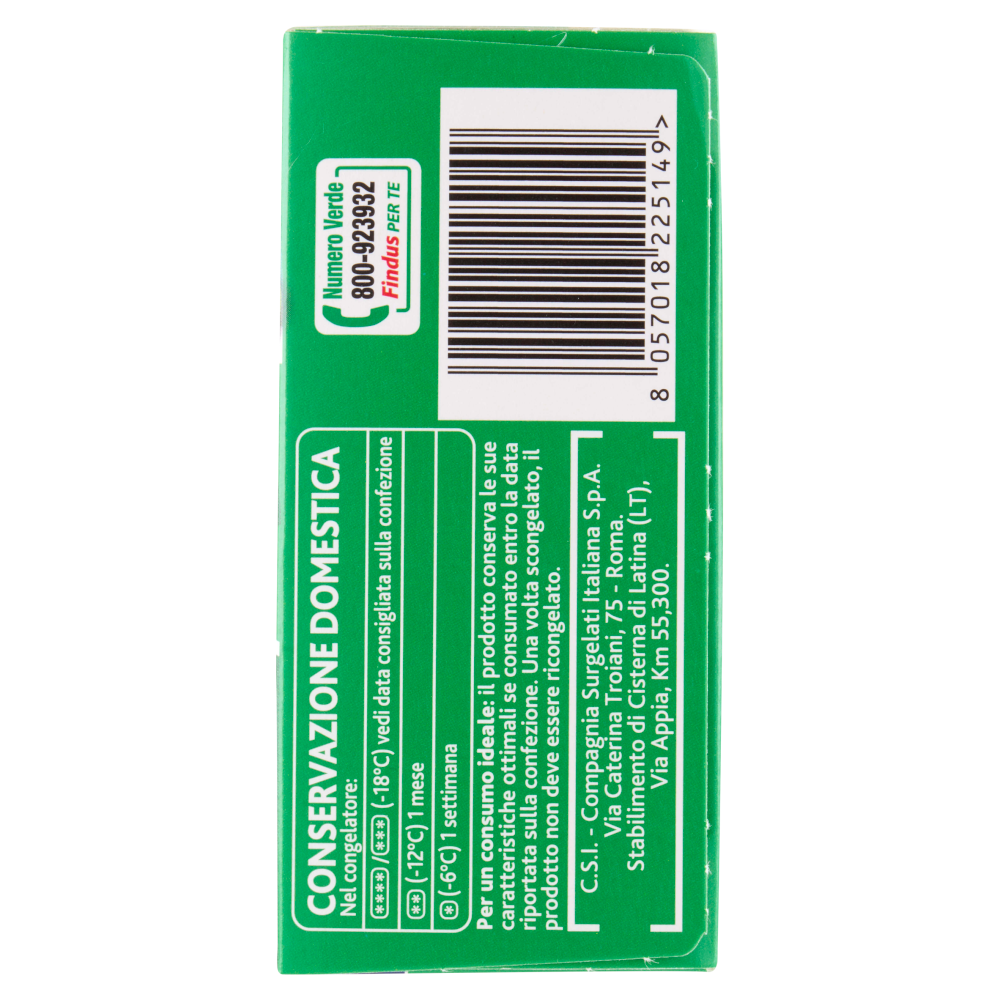 CONSERVAZIONE DOMESTICA
Nel congelatore:
**** / *** (-18°C) vedi data consigliata sulla confezione
** (-12°C) 1 mese
* (-6°C) 1 settimana
Per un consumo ideale: il prodotto conserva le sue
caratteristiche ottimali se consumato entro la data
riportata sulla confezione. Una volta scongelato, il
prodotto non deve essere ricongelato.
C.S.I. - Compagnia Surgelati Italiana S.p.A.
Via Caterina Troiani, 75 - Roma.
Stabilimento di Cisterna di Latina (LT),
Via Appia, Km 55,300.
Numero Verde
800-923932
Findus PER TE
8 057018 225149 >